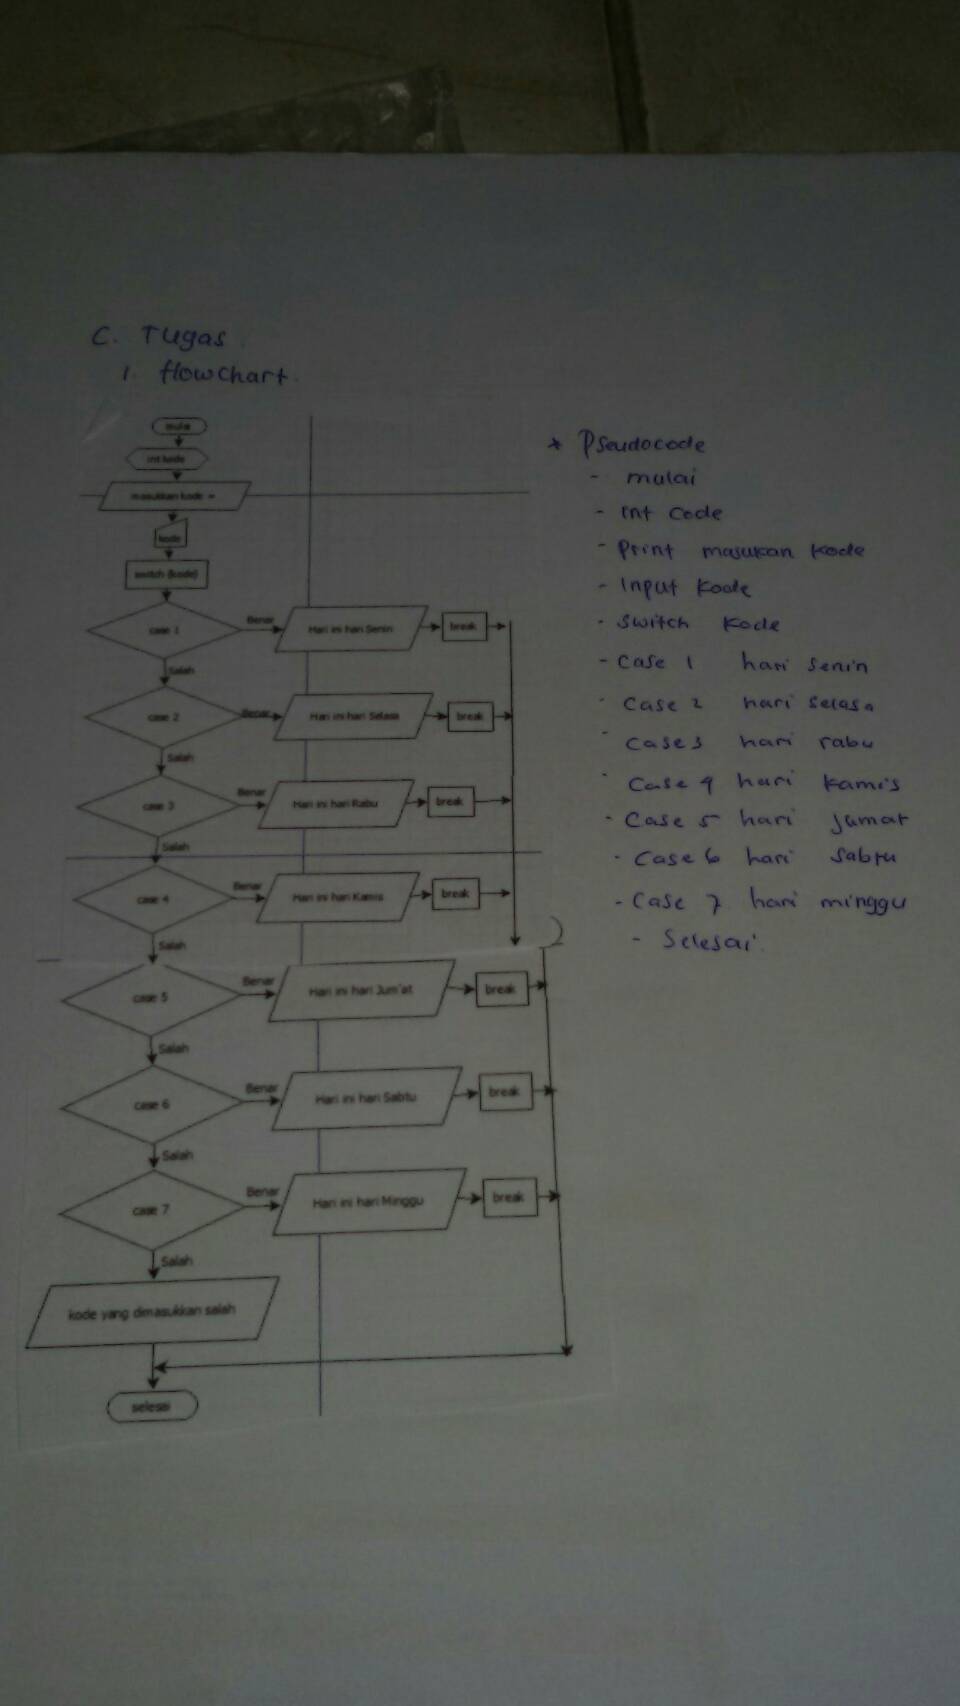 C. Tugas
1. flowchart.
mulai
int kode
masukkan kode =
kode
switch (kode)
case 1
Benar
Hari ini hari Senin
break
Salah
case 2
Benar
Hari ini hari Selasa
break
Salah
case 3
Benar
Hari ini hari Rabu
break
Salah
case 4
Benar
Hari ini hari Kamis
break
Salah
case 5
Benar
Hari ini hari Jum'at
break
Salah
case 6
Benar
Hari ini hari Sabtu
break
Salah
case 7
Benar
Hari ini hari Minggu
break
Salah
kode yang dimasukkan salah
selesai
* Pseudocode
- mulai
- Int Code
- Print masukan kode
- Input kode
- Switch kode
- Case 1 hari senin
- Case 2 hari selasa
- Case 3 hari rabu
- Case 4 hari kamis
- Case 5 hari jumat
- Case 6 hari sabtu
- Case 7 hari minggu
- Selesai.